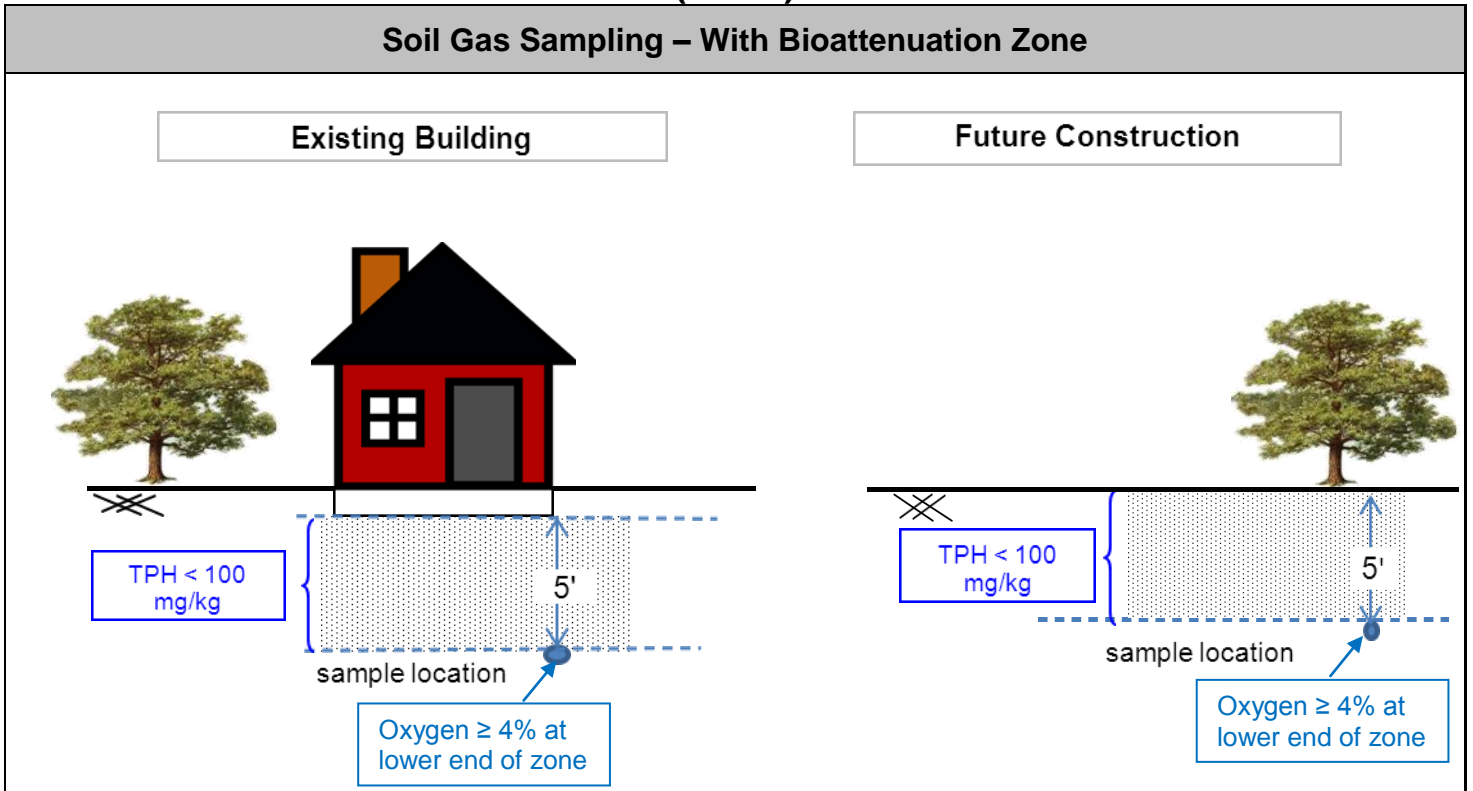 Soil Gas Sampling – With Bioattenuation Zone
Existing Building
Future Construction
TPH < 100
mg/kg
5'
sample location
Oxygen ≥ 4% at
lower end of zone
TPH < 100
mg/kg
5'
sample location
Oxygen ≥ 4% at
lower end of zone